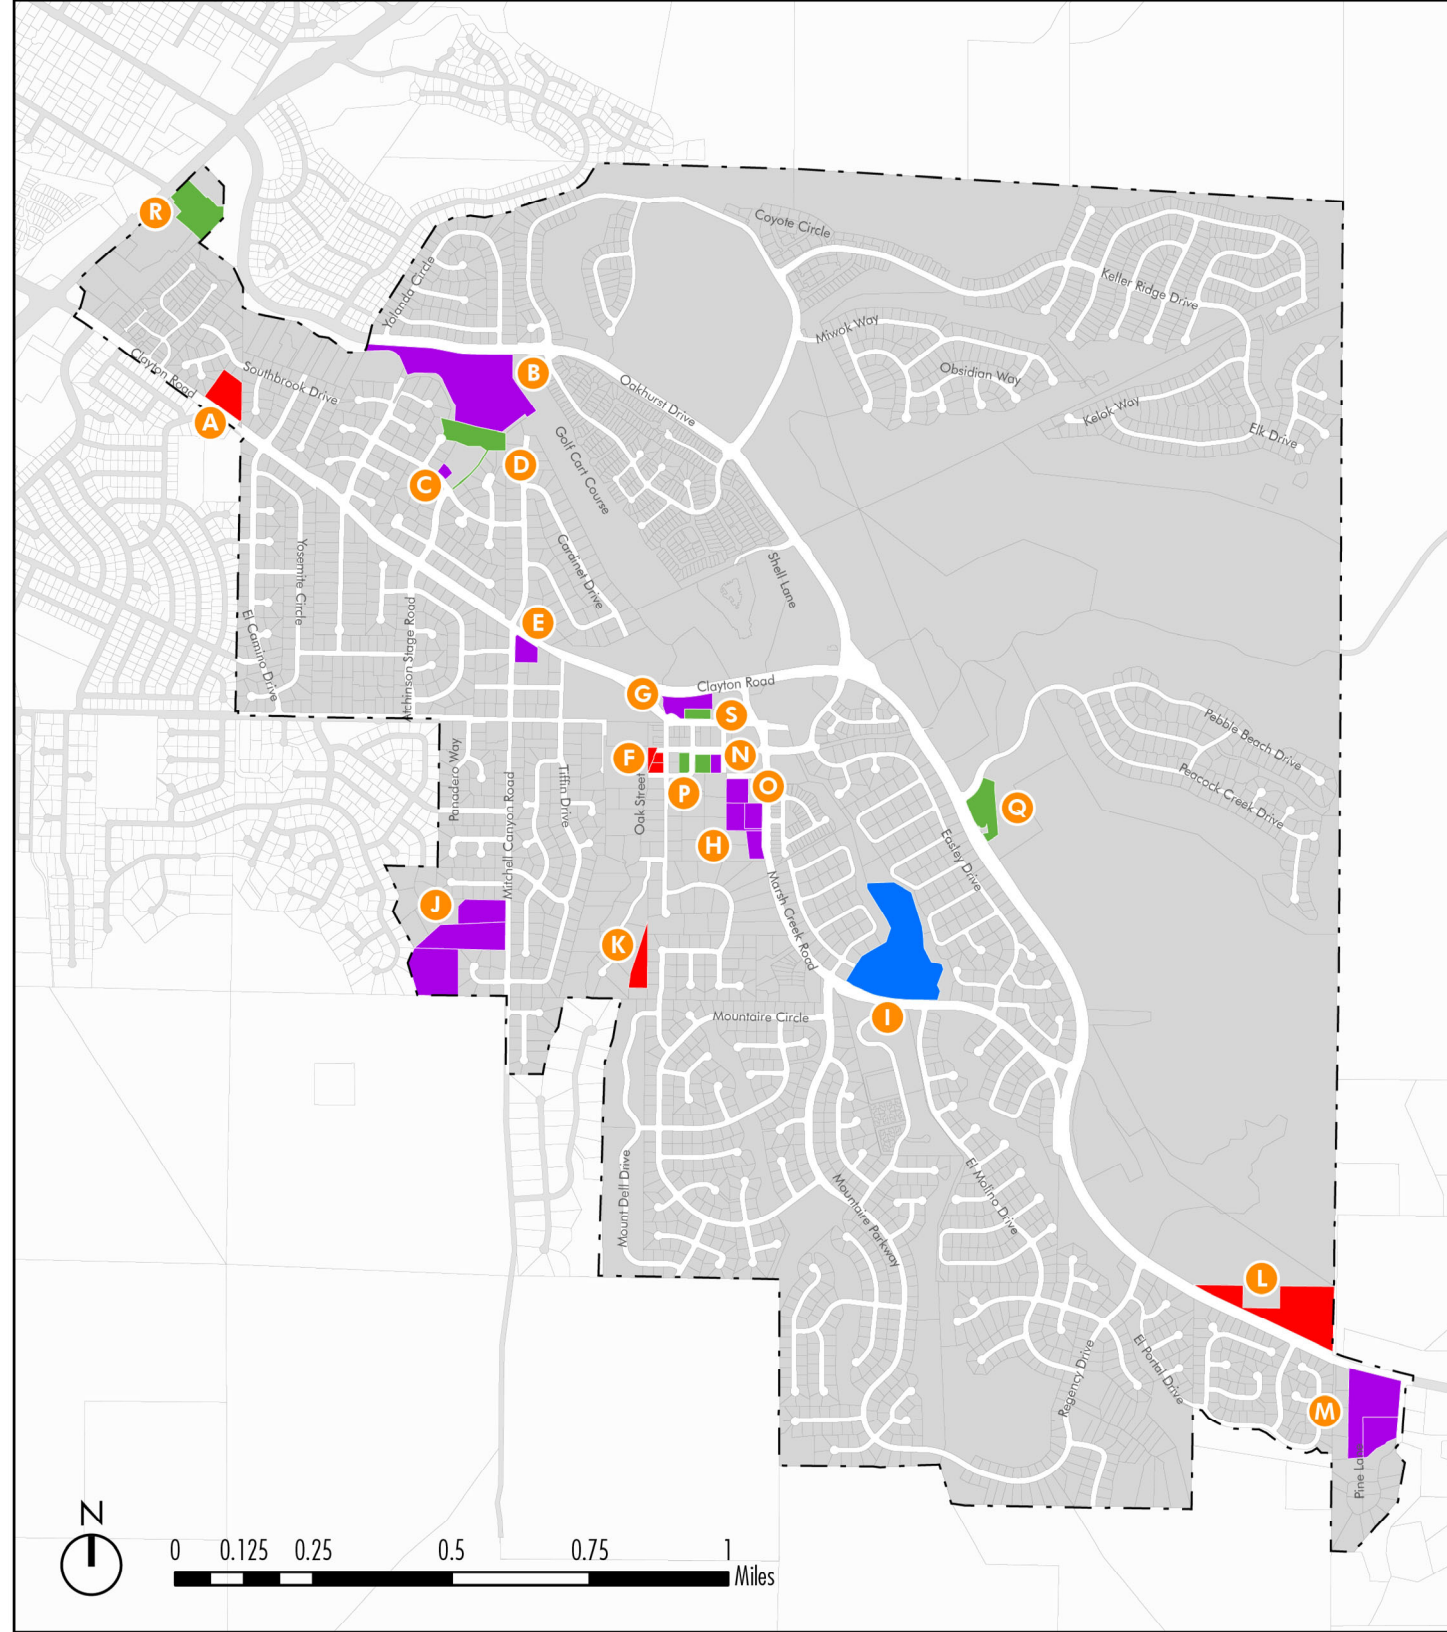 R
Coyote Circle
Yolanda Circle
Keller Ridge Drive
Miwok Way
Clayton Road
Southbrook Drive
B
Oakhurst Drive
Obsidian Way
A
Kelok Way
Elk Drive
Golf Cart Course
D
C
Yosemite Circle
Cardinet Drive
Shell Lane
El Camino Drive
Atchinson Stage Road
E
G
Clayton Road
S
Pebble Beach Drive
F
N
Peacock Creek Drive
Panadero Way
Mitchell Canyon Road
Tiffin Drive
Oak Street
P
O
Q
H
Easley Drive
Marsh Creek Road
J
K
Mountaire Circle
I
Mount Dell Drive
Mountaire Parkway
El Molino Drive
L
Regency Drive
El Portal Drive
M
Pine La
N
0 0.125 0.25 0.5 0.75 1
Miles